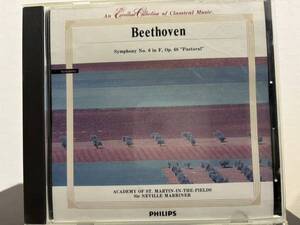 An Excellent Collection of Classical Music.
Beethoven
Symphony No. 6 in F, Op. 68 "Pastoral"
ACADEMY OF ST. MARTIN-IN-THE-FIELDS
Sir NEVILLE MARRINER
PHILIPS